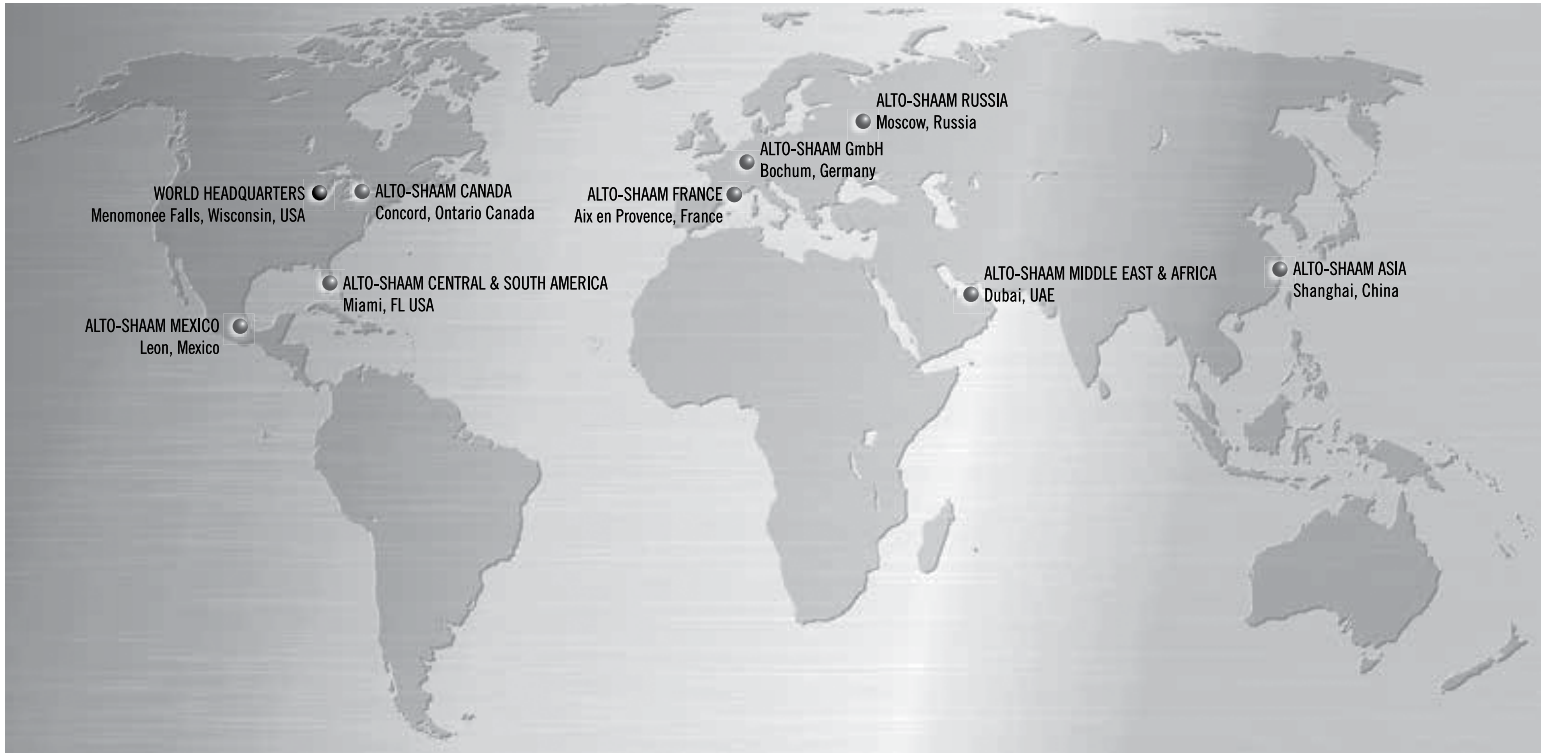 ALTO-SHAAM RUSSIA
Moscow, Russia
ALTO-SHAAM GmbH
Bochum, Germany
WORLD HEADQUARTERS
Menomonee Falls, Wisconsin, USA
ALTO-SHAAM CANADA
Concord, Ontario Canada
ALTO-SHAAM FRANCE
Aix en Provence, France
ALTO-SHAAM CENTRAL & SOUTH AMERICA
Miami, FL USA
ALTO-SHAAM MIDDLE EAST & AFRICA
Dubai, UAE
ALTO-SHAAM ASIA
Shanghai, China
ALTO-SHAAM MEXICO
Leon, Mexico